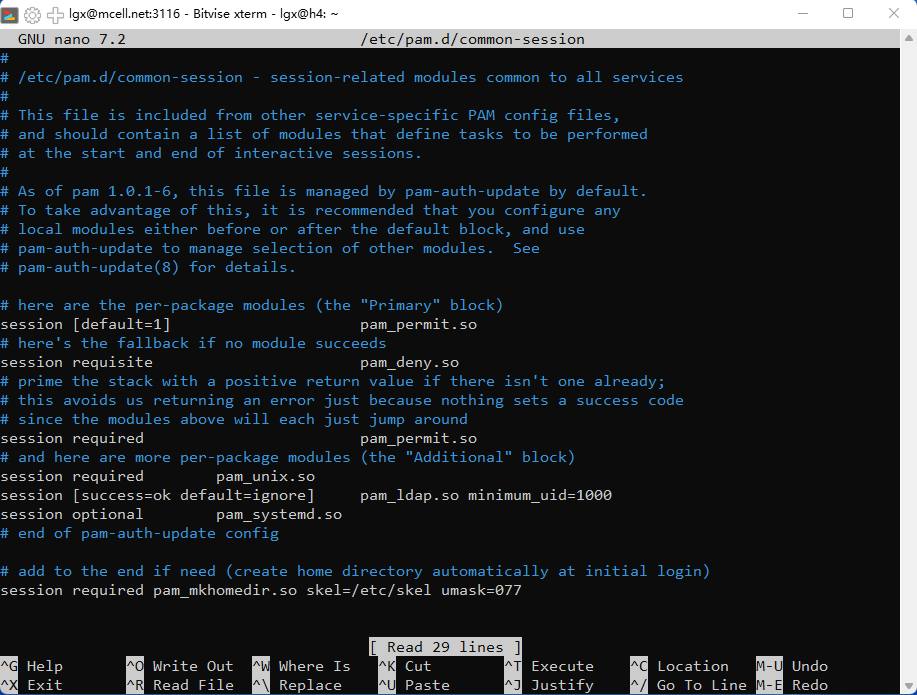 lgx@mcell.net:3116 - Bitvise xterm - lgx@h4: ~
GNU nano 7.2 /etc/pam.d/common-session
#
# /etc/pam.d/common-session - session-related modules common to all services
#
# This file is included from other service-specific PAM config files,
# and should contain a list of modules that define tasks to be performed
# at the start and end of interactive sessions.
#
# As of pam 1.0.1-6, this file is managed by pam-auth-update by default.
# To take advantage of this, it is recommended that you configure any
# local modules either before or after the default block, and use
# pam-auth-update to manage selection of other modules.  See
# pam-auth-update(8) for details.

# here are the per-package modules (the "Primary" block)
session [default=1]                     pam_permit.so
# here's the fallback if no module succeeds
session requisite                       pam_deny.so
# prime the stack with a positive return value if there isn't one already;
# this avoids us returning an error just because nothing sets a success code
# since the modules above will each just jump around
session required                        pam_permit.so
# and here are more per-package modules (the "Additional" block)
session required        pam_unix.so
session [success=ok default=ignore]     pam_ldap.so minimum_uid=1000
session optional        pam_systemd.so
# end of pam-auth-update config

# add to the end if need (create home directory automatically at initial login)
session required pam_mkhomedir.so skel=/etc/skel umask=077
[ Read 29 lines ]
^G Help ^O Write Out ^W Where Is ^K Cut ^T Execute ^C Location M-U Undo
^X Exit ^R Read File ^\ Replace ^U Paste ^J Justify ^/ Go To Line M-E Redo